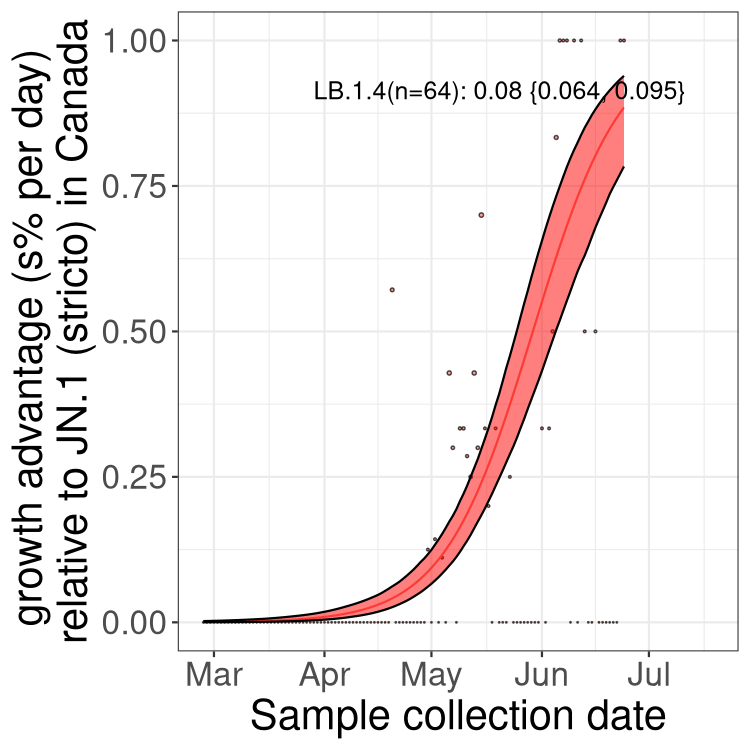 growth advantage (s% per day)
relative to JN.1 (stricto) in Canada
1.00
0.75
0.50
0.25
0.00
LB.1.4(n=64): 0.08 {0.064, 0.095}
Mar Apr May Jun Jul
Sample collection date